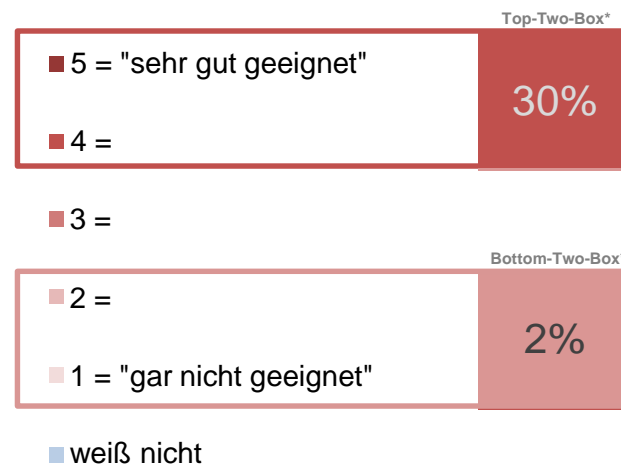 Top-Two-Box*
5 = "sehr gut geeignet"
30%
4 =
3 =
Bottom-Two-Box*
2 =
2%
1 = "gar nicht geeignet"
weiß nicht